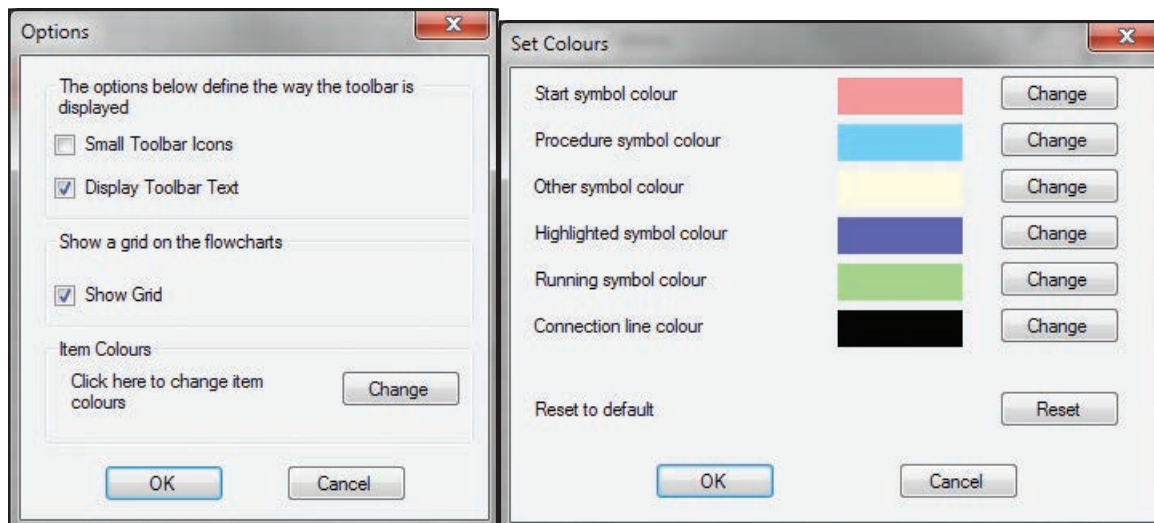 Options
The options below define the way the toolbar is
displayed
Small Toolbar Icons
Display Toolbar Text
Show a grid on the flowcharts
Show Grid
Item Colours
Click here to change item
colours
Change
OK
Cancel
Set Colours
Start symbol colour
Change
Procedure symbol colour
Change
Other symbol colour
Change
Highlighted symbol colour
Change
Running symbol colour
Change
Connection line colour
Change
Reset to default
Reset
OK
Cancel